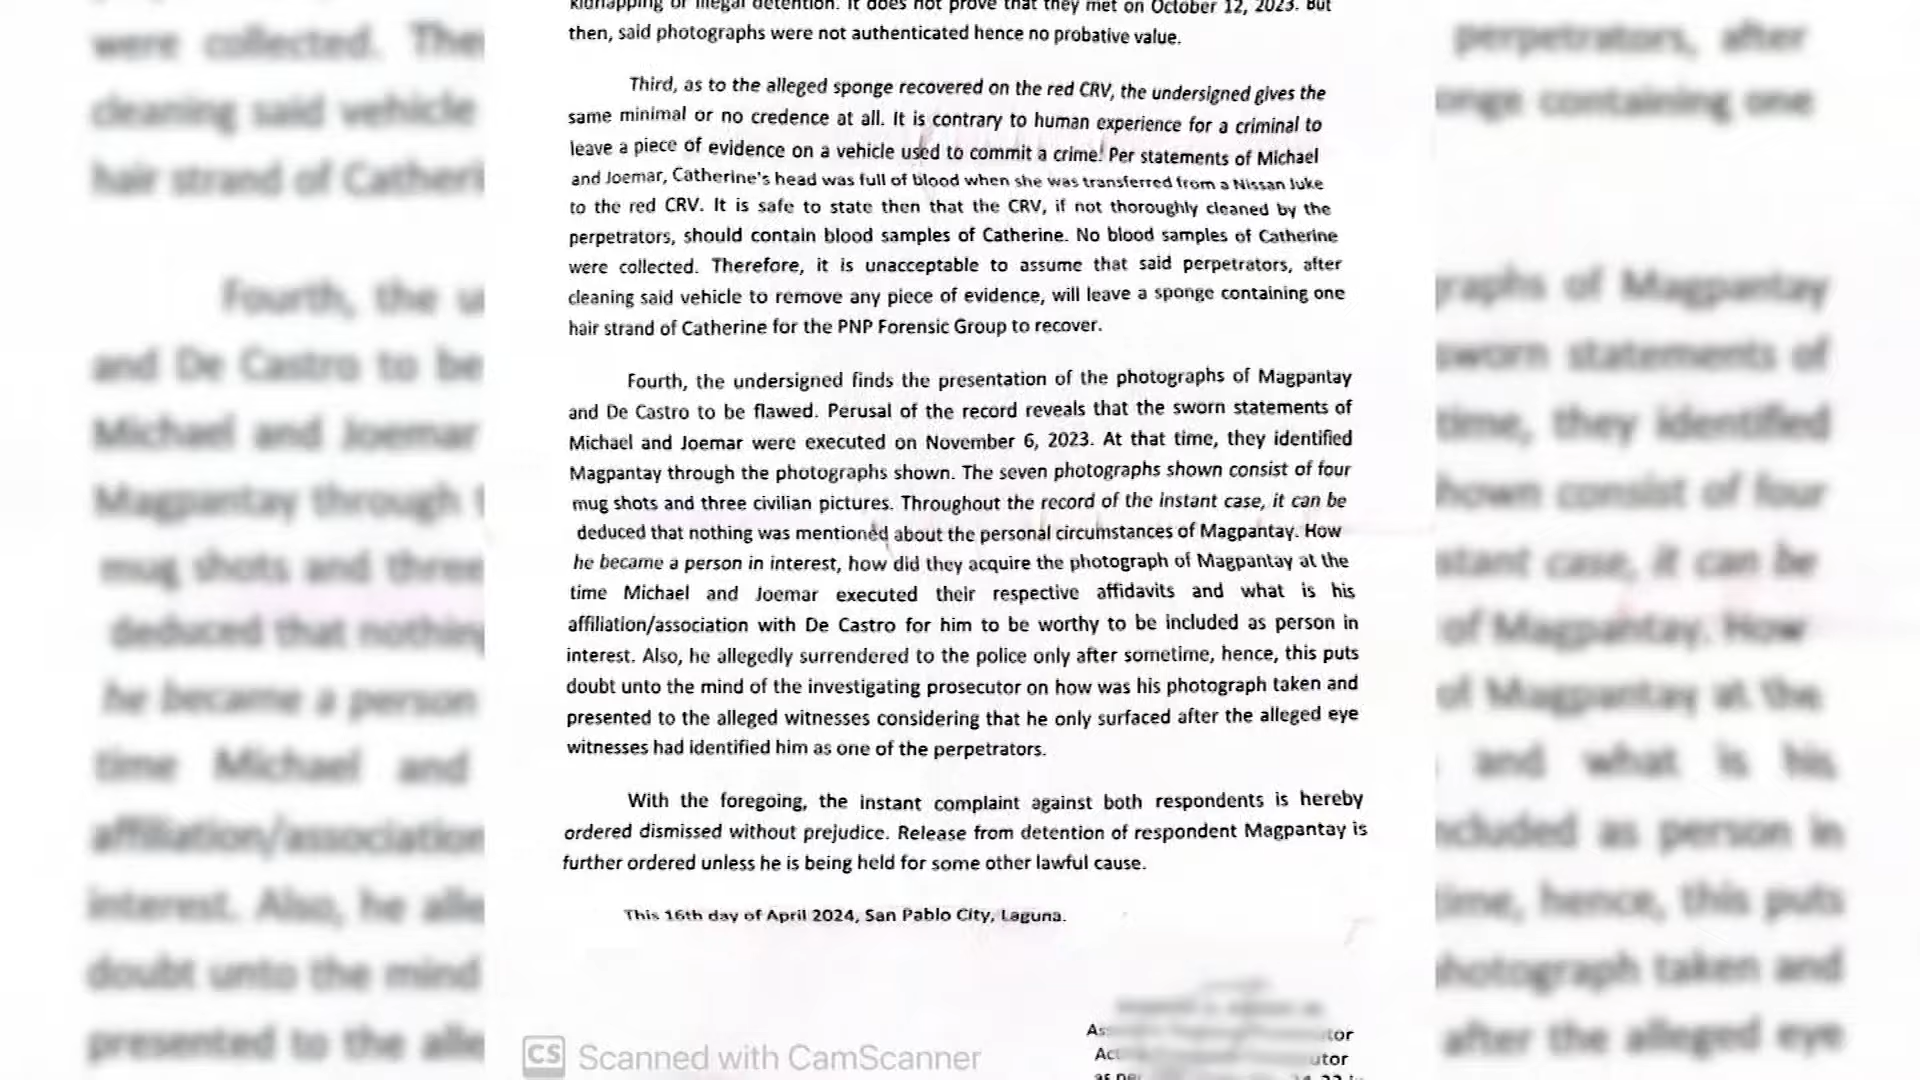 kidnapping or illegal detention. It does not prove that they met on October 12, 2023. But
then, said photographs were not authenticated hence no probative value.
Third, as to the alleged sponge recovered on the red CRV, the undersigned gives the
same minimal or no credence at all. It is contrary to human experience for a criminal to
leave a piece of evidence on a vehicle used to commit a crime. Per statements of Michael
and Joemar, Catherine's head was full of blood when she was transferred from a Nissan Juke
to the red CRV. It is safe to state then that the CRV, if not thoroughly cleaned by the
perpetrators, should contain blood samples of Catherine. No blood samples of Catherine
were collected. Therefore, it is unacceptable to assume that said perpetrators, after
cleaning said vehicle to remove any piece of evidence, will leave a sponge containing one
hair strand of Catherine for the PNP Forensic Group to recover.
Fourth, the undersigned finds the presentation of the photographs of Magpantay
and De Castro to be flawed. Perusal of the record reveals that the sworn statements of
Michael and Joemar were executed on November 6, 2023. At that time, they identified
Magpantay through the photographs shown. The seven photographs shown consist of four
mug shots and three civilian pictures. Throughout the record of the instant case, it can be
deduced that nothing was mentioned about the personal circumstances of Magpantay. How
he became a person in interest, how did they acquire the photograph of Magpantay at the
time Michael and Joemar executed their respective affidavits and what is his
affiliation/association with De Castro for him to be worthy to be included as person in
interest. Also, he allegedly surrendered to the police only after sometime, hence, this puts
doubt unto the mind of the investigating prosecutor on how was his photograph taken and
presented to the alleged witnesses considering that he only surfaced after the alleged eye
witnesses had identified him as one of the perpetrators.
With the foregoing, the instant complaint against both respondents is hereby
ordered dismissed without prejudice. Release from detention of respondent Magpantay is
further ordered unless he is being held for some other lawful cause.
This 16th day of April 2024, San Pablo City, Laguna.
CS Scanned with CamScanner